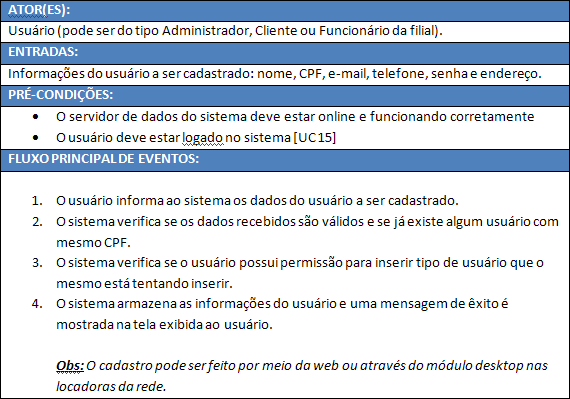 ATOR(ES):
Usuário (pode ser do tipo Administrador, Cliente ou Funcionário da filial).
ENTRADAS:
Informações do usuário a ser cadastrado: nome, CPF, e-mail, telefone, senha e endereço.
PRÉ-CONDIÇÕES:
• O servidor de dados do sistema deve estar online e funcionando corretamente
• O usuário deve estar logado no sistema [UC15]
FLUXO PRINCIPAL DE EVENTOS:
1. O usuário informa ao sistema os dados do usuário a ser cadastrado.
2. O sistema verifica se os dados recebidos são válidos e se já existe algum usuário com
mesmo CPF.
3. O sistema verifica se o usuário possui permissão para inserir tipo de usuário que o
mesmo está tentando inserir.
4. O sistema armazena as informações do usuário e uma mensagem de êxito é
mostrada na tela exibida ao usuário.
Obs: O cadastro pode ser feito por meio da web ou através do módulo desktop nas
locadoras da rede.